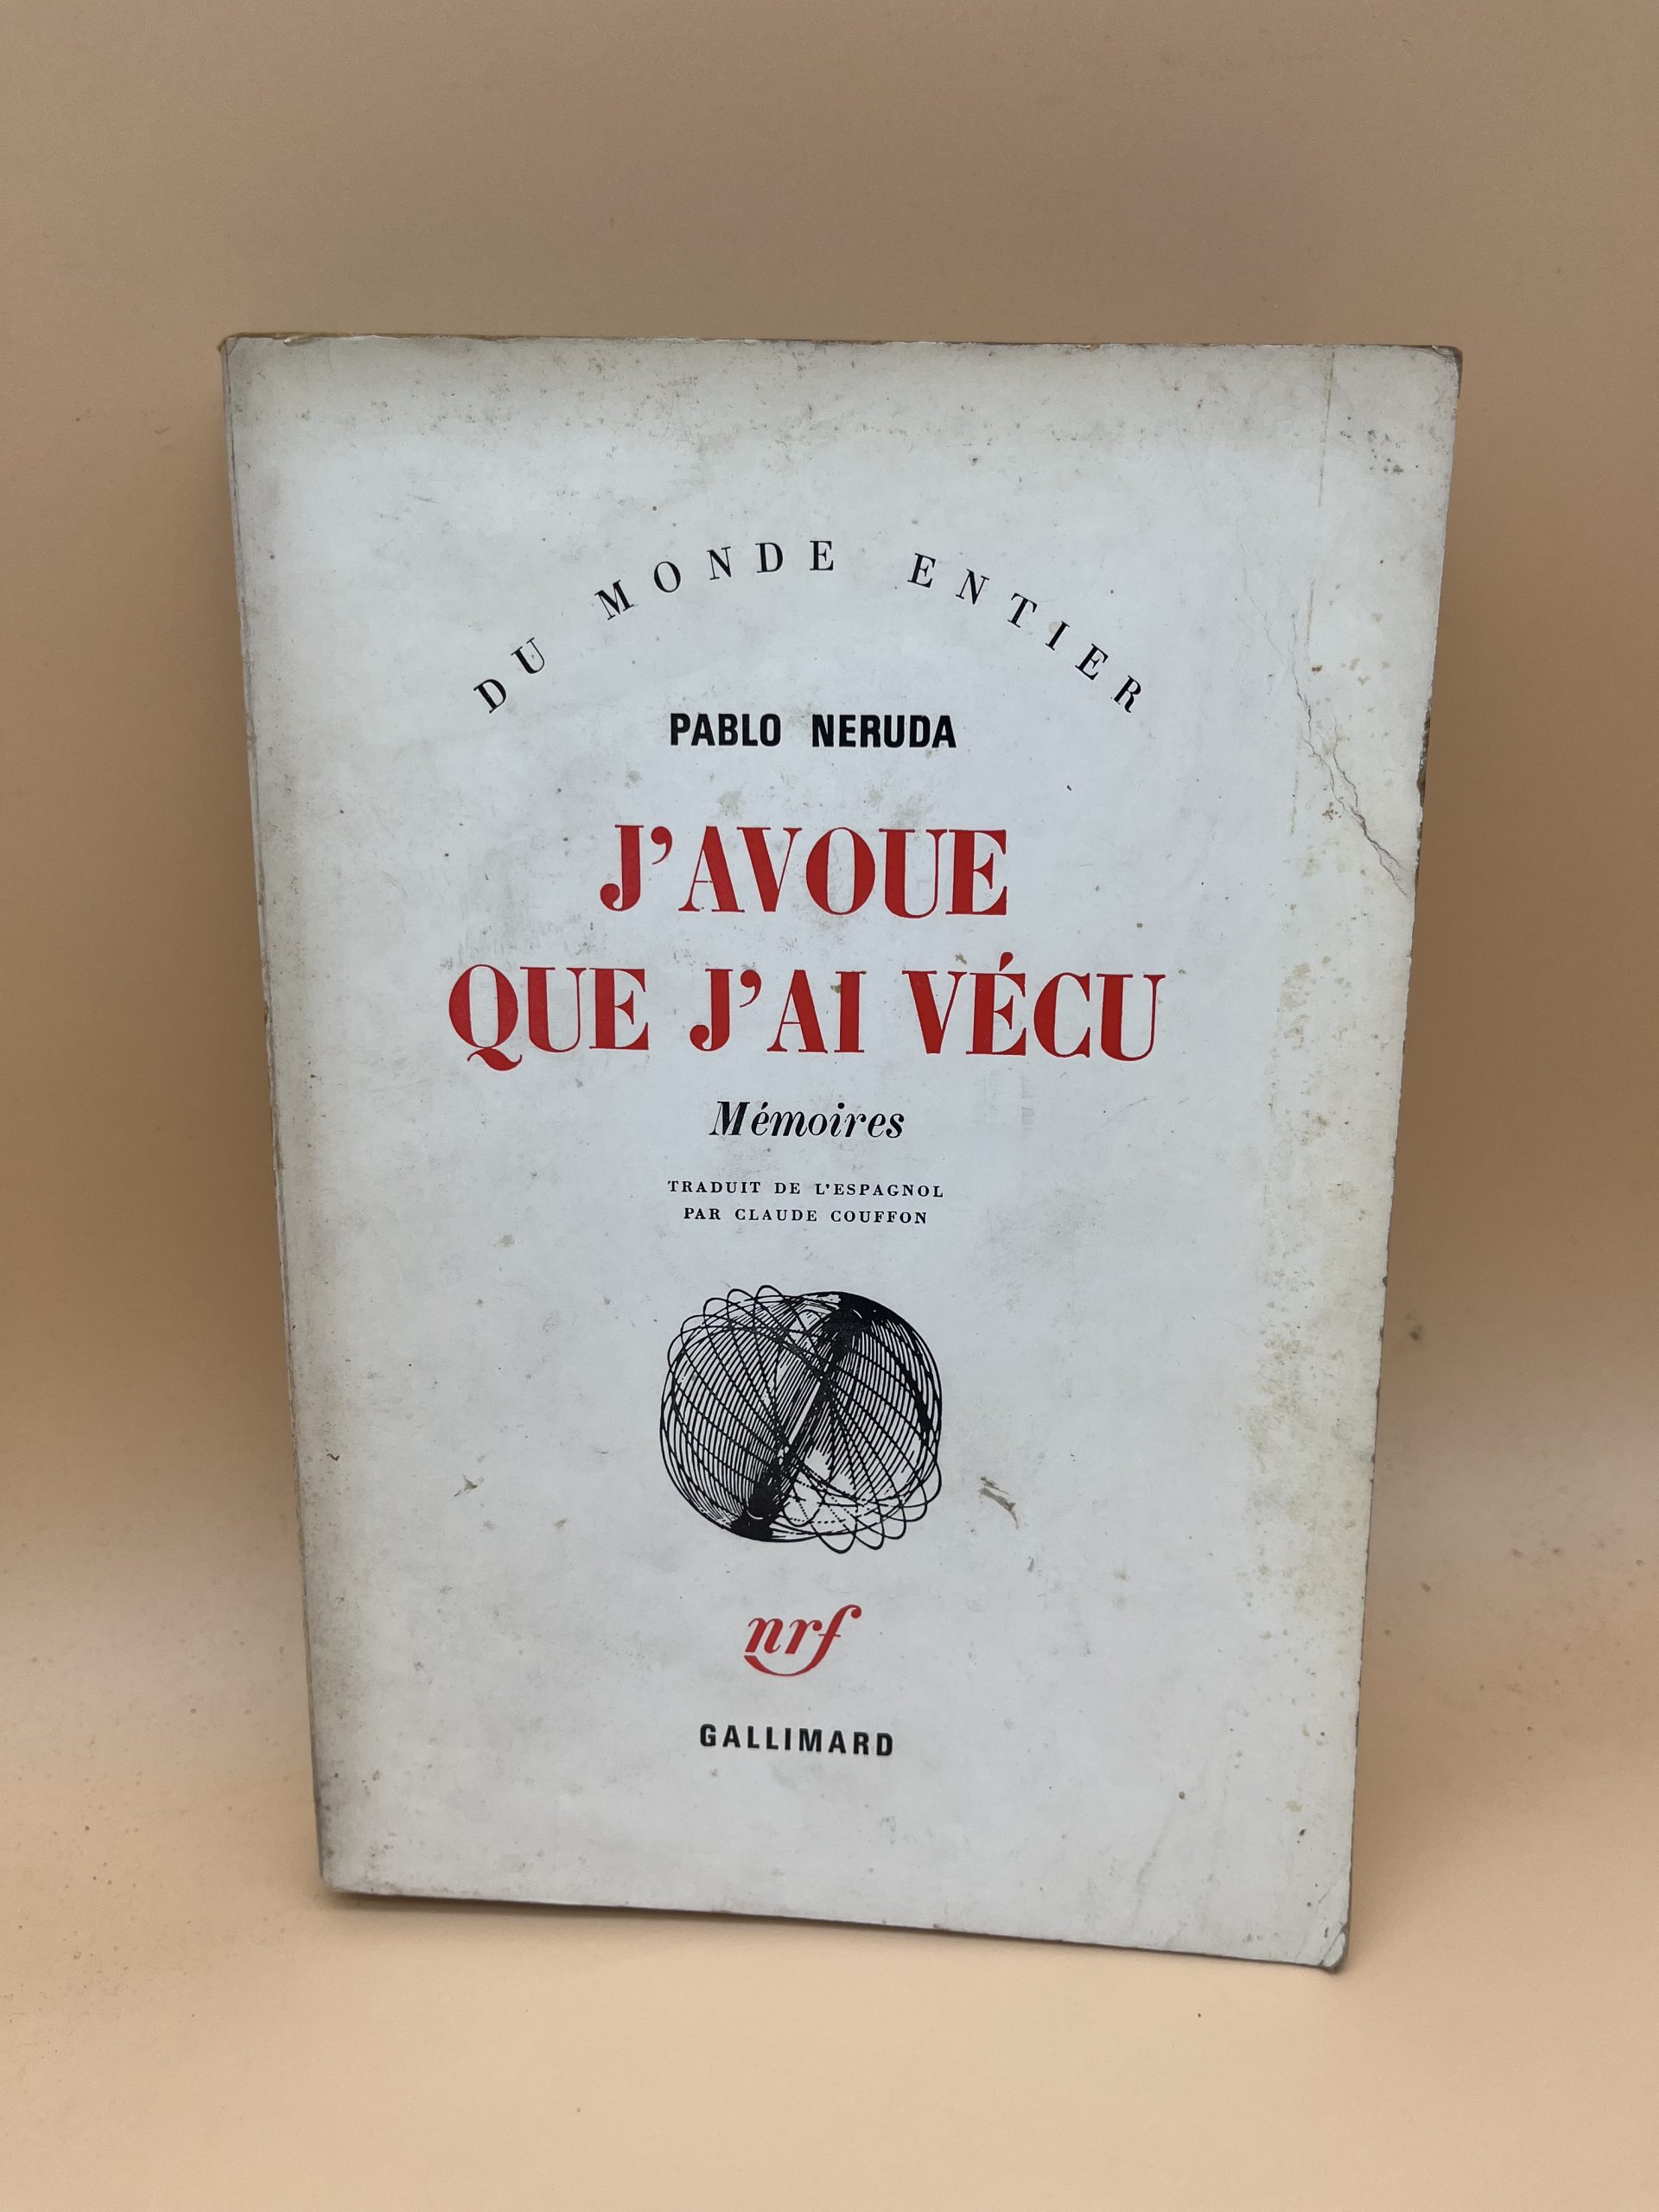 DU MONDE ENTIER
PABLO NERUDA
J'AVOUE
QUE J'AI VÉCU
Mémoires
TRADUIT DE L'ESPAGNOL
PAR CLAUDE COUFFON
nrf
GALLIMARD